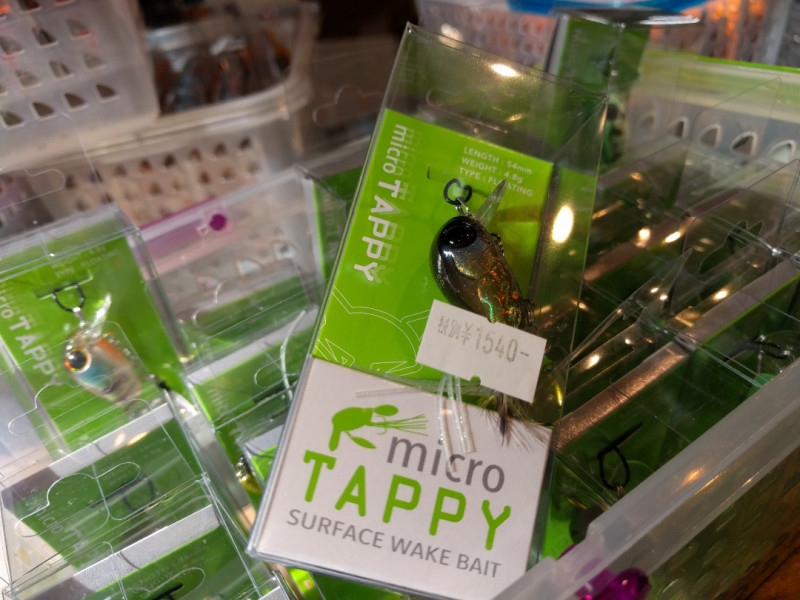 micro TAPPY
LENGTH : 54mm
WEIGHT : 4.8g
TYPE : FLOATING
税別¥1540-
micro
TAPPY
SURFACE WAKE BAIT
micro TAPPY